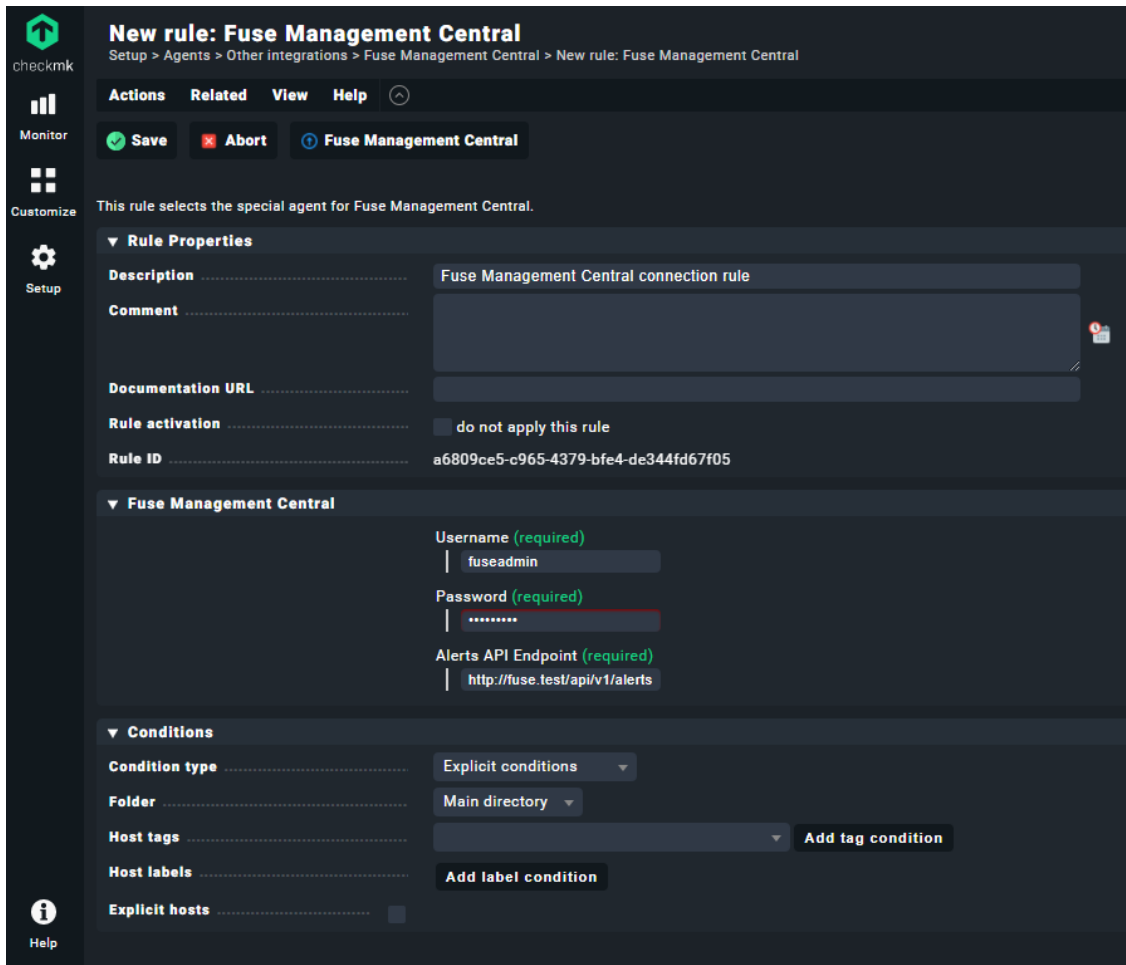 New rule: Fuse Management Central
Setup > Agents > Other integrations > Fuse Management Central > New rule: Fuse Management Central
checkmk
Actions Related View Help
Monitor
Save Abort Fuse Management Central
Customize
This rule selects the special agent for Fuse Management Central.
Rule Properties
Setup
Description Fuse Management Central connection rule
Comment
Documentation URL
Rule activation do not apply this rule
Rule ID a6809ce5-c965-4379-bfe4-de344fd67f05
Fuse Management Central
Username (required)
fuseadmin
Password (required)
•••••••••
Alerts API Endpoint (required)
http://fuse.test/api/v1/alerts
Conditions
Condition type Explicit conditions
Folder Main directory
Host tags Add tag condition
Host labels Add label condition
Explicit hosts
Help